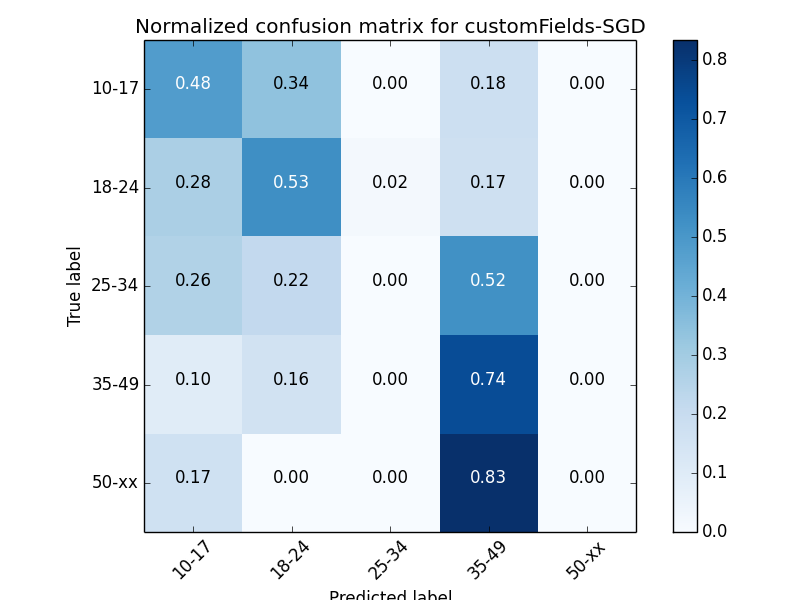 Normalized confusion matrix for customFields-SGD
True label
10-17 0.48 0.34 0.00 0.18 0.00
18-24 0.28 0.53 0.02 0.17 0.00
25-34 0.26 0.22 0.00 0.52 0.00
35-49 0.10 0.16 0.00 0.74 0.00
50-xx 0.17 0.00 0.00 0.83 0.00
10-17 18-24 25-34 35-49 50-xx
Predicted label
0.8
0.7
0.6
0.5
0.4
0.3
0.2
0.1
0.0